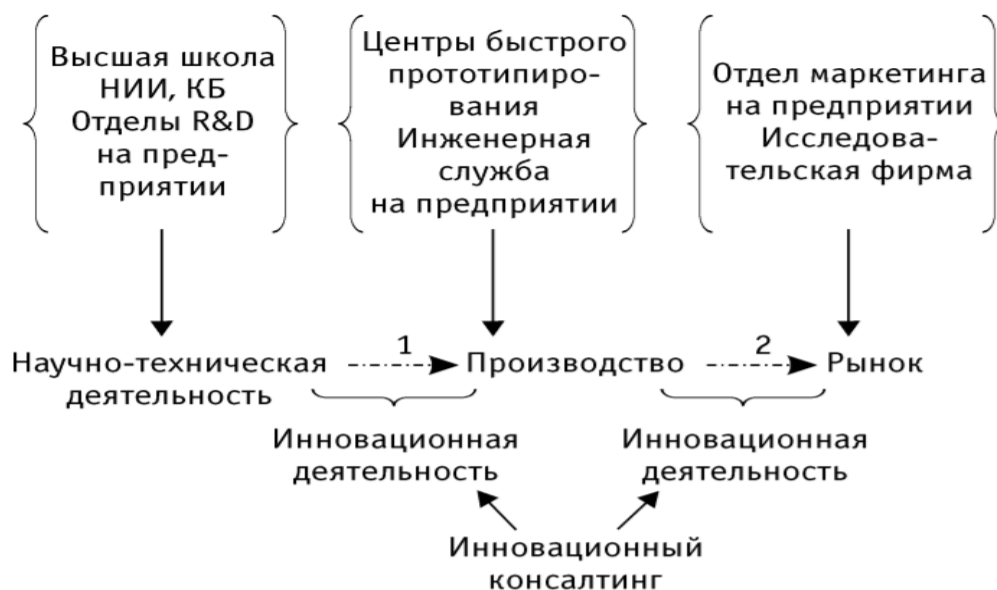 Высшая школа
НИИ, КБ
Отделы R&D
на пред-
приятии
Центры быстрого
прототипиро-
вания
Инженерная
служба
на предприятии
Отдел маркетинга
на предприятии
Исследова-
тельская фирма
Научно-техническая
деятельность
1
Производство
2
Рынок
Инновационная
деятельность
Инновационная
деятельность
Инновационный
консалтинг